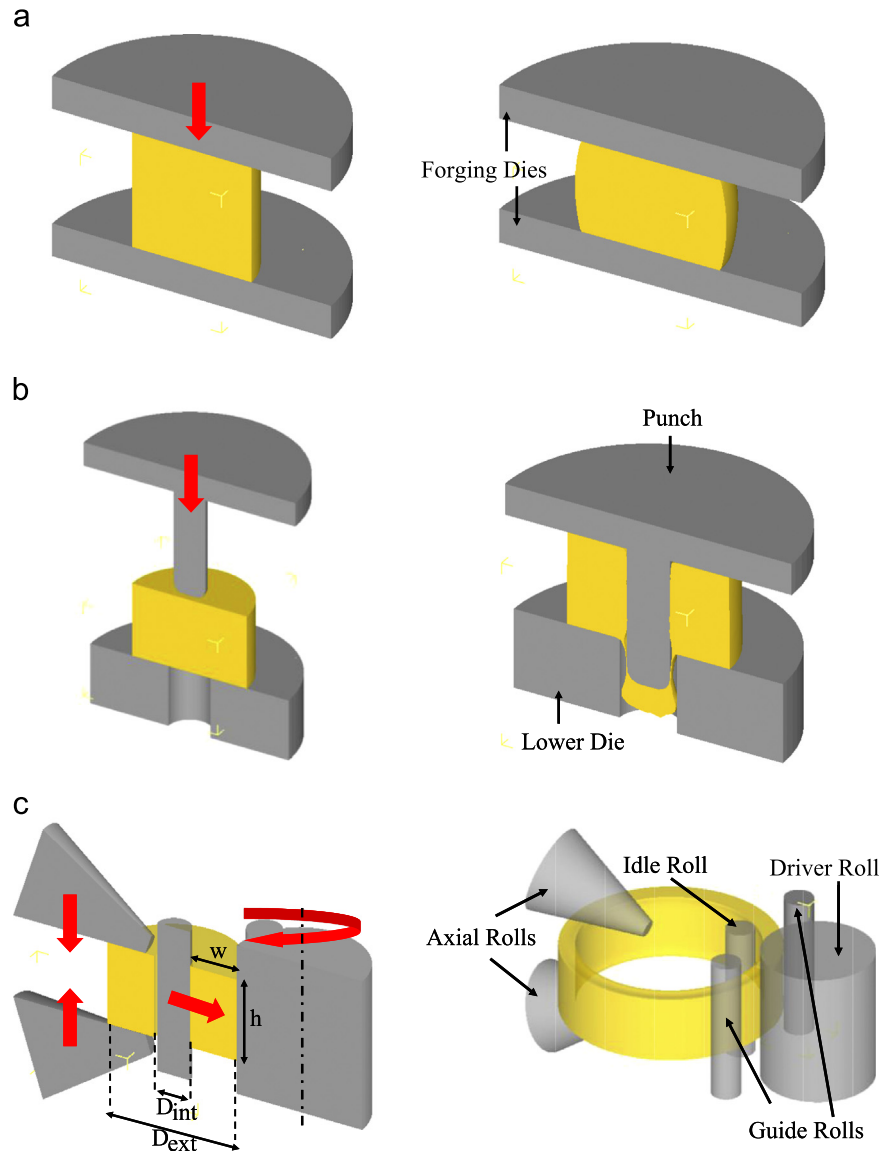 a
Forging Dies
b
Punch
Lower Die
c
w
h
Dint
Dext
Idle Roll
Driver Roll
Axial Rolls
Guide Rolls